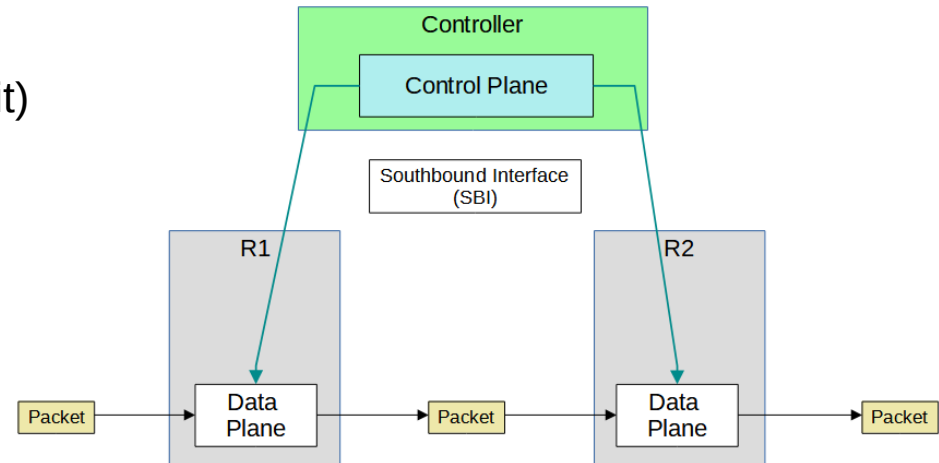 Controller
t)
Control Plane
Southbound Interface
(SBI)
R1
R2
Packet
Data
Plane
Packet
Data
Plane
Packet